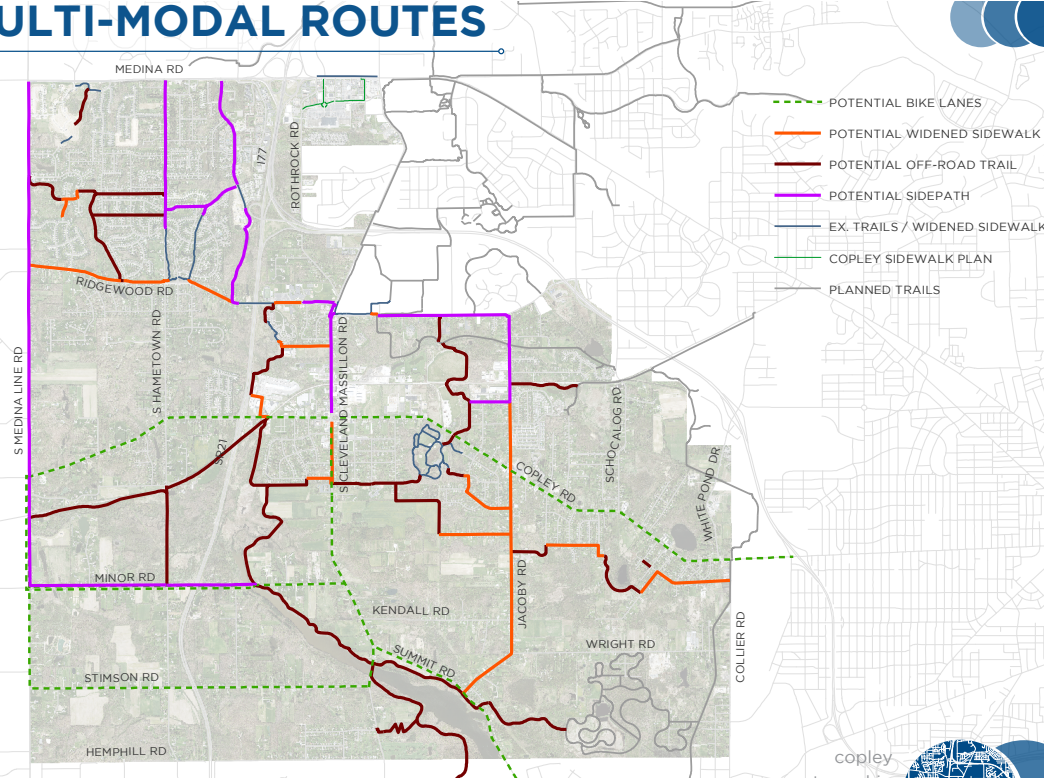 ULTI-MODAL ROUTES
MEDINA RD
I77
ROTHROCK RD
POTENTIAL BIKE LANES
POTENTIAL WIDENED SIDEWALK
POTENTIAL OFF-ROAD TRAIL
POTENTIAL SIDEPATH
EX. TRAILS / WIDENED SIDEWALK
COPLEY SIDEWALK PLAN
PLANNED TRAILS
RIDGEWOOD RD
S MEDINA LINE RD
S HAMETOWN RD
S CLEVELAND MASSILLON RD
SR21
SCHOCALOG RD
COPLEY RD
WHITE POND DR
MINOR RD
KENDALL RD
JACOBY RD
WRIGHT RD
COLLIER RD
SUMMIT RD
STIMSON RD
HEMPHILL RD
copley